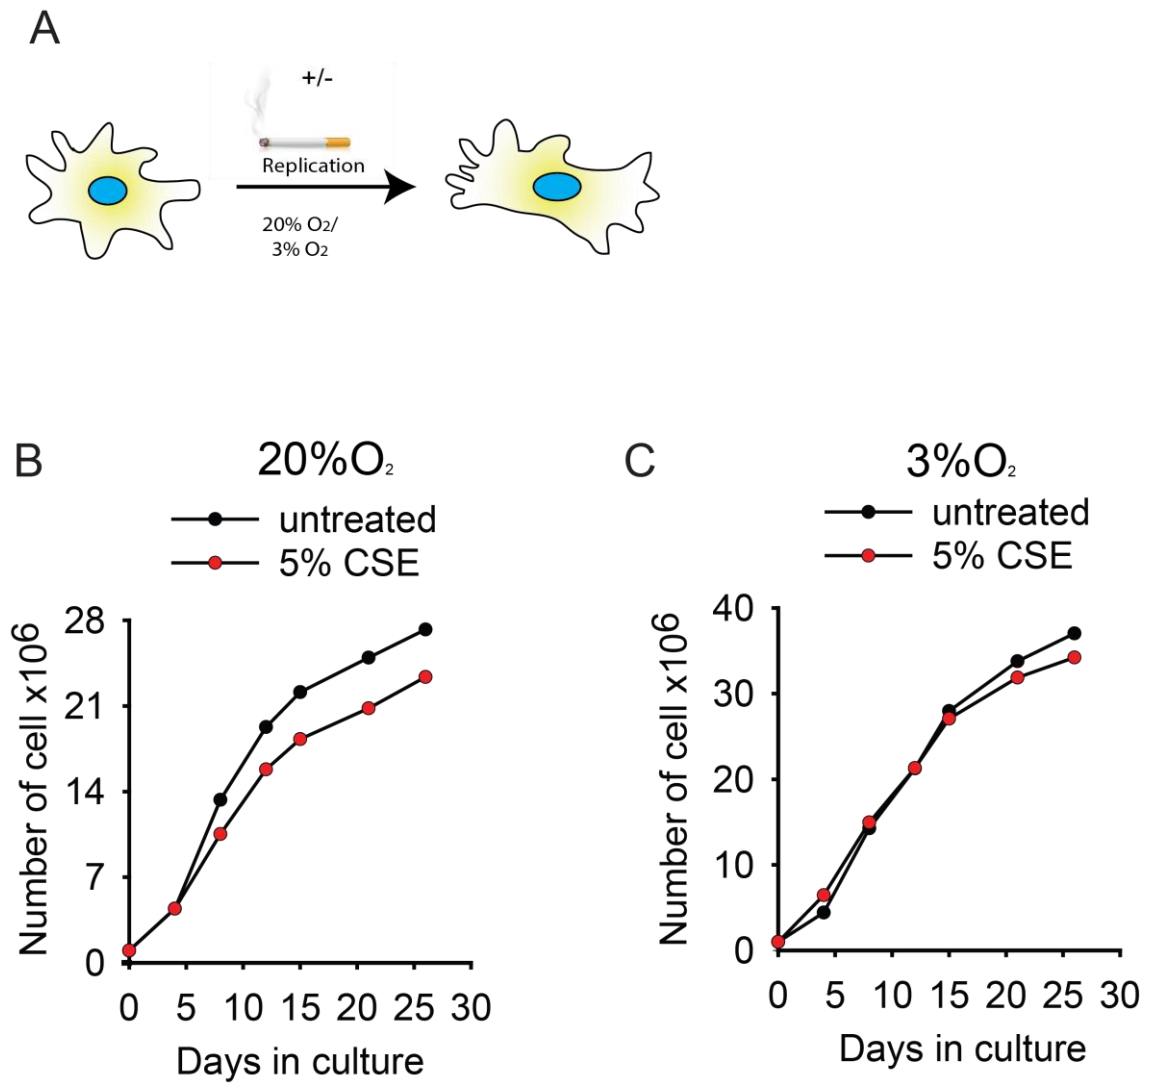 A
+/-
Replication
20% O₂/
3% O₂
B
20%O₂
untreated
5% CSE
Number of cell x10⁶
28
21
14
7
0
0 5 10 15 20 25 30
Days in culture
C
3%O₂
untreated
5% CSE
Number of cell x10⁶
40
30
20
10
0
0 5 10 15 20 25 30
Days in culture